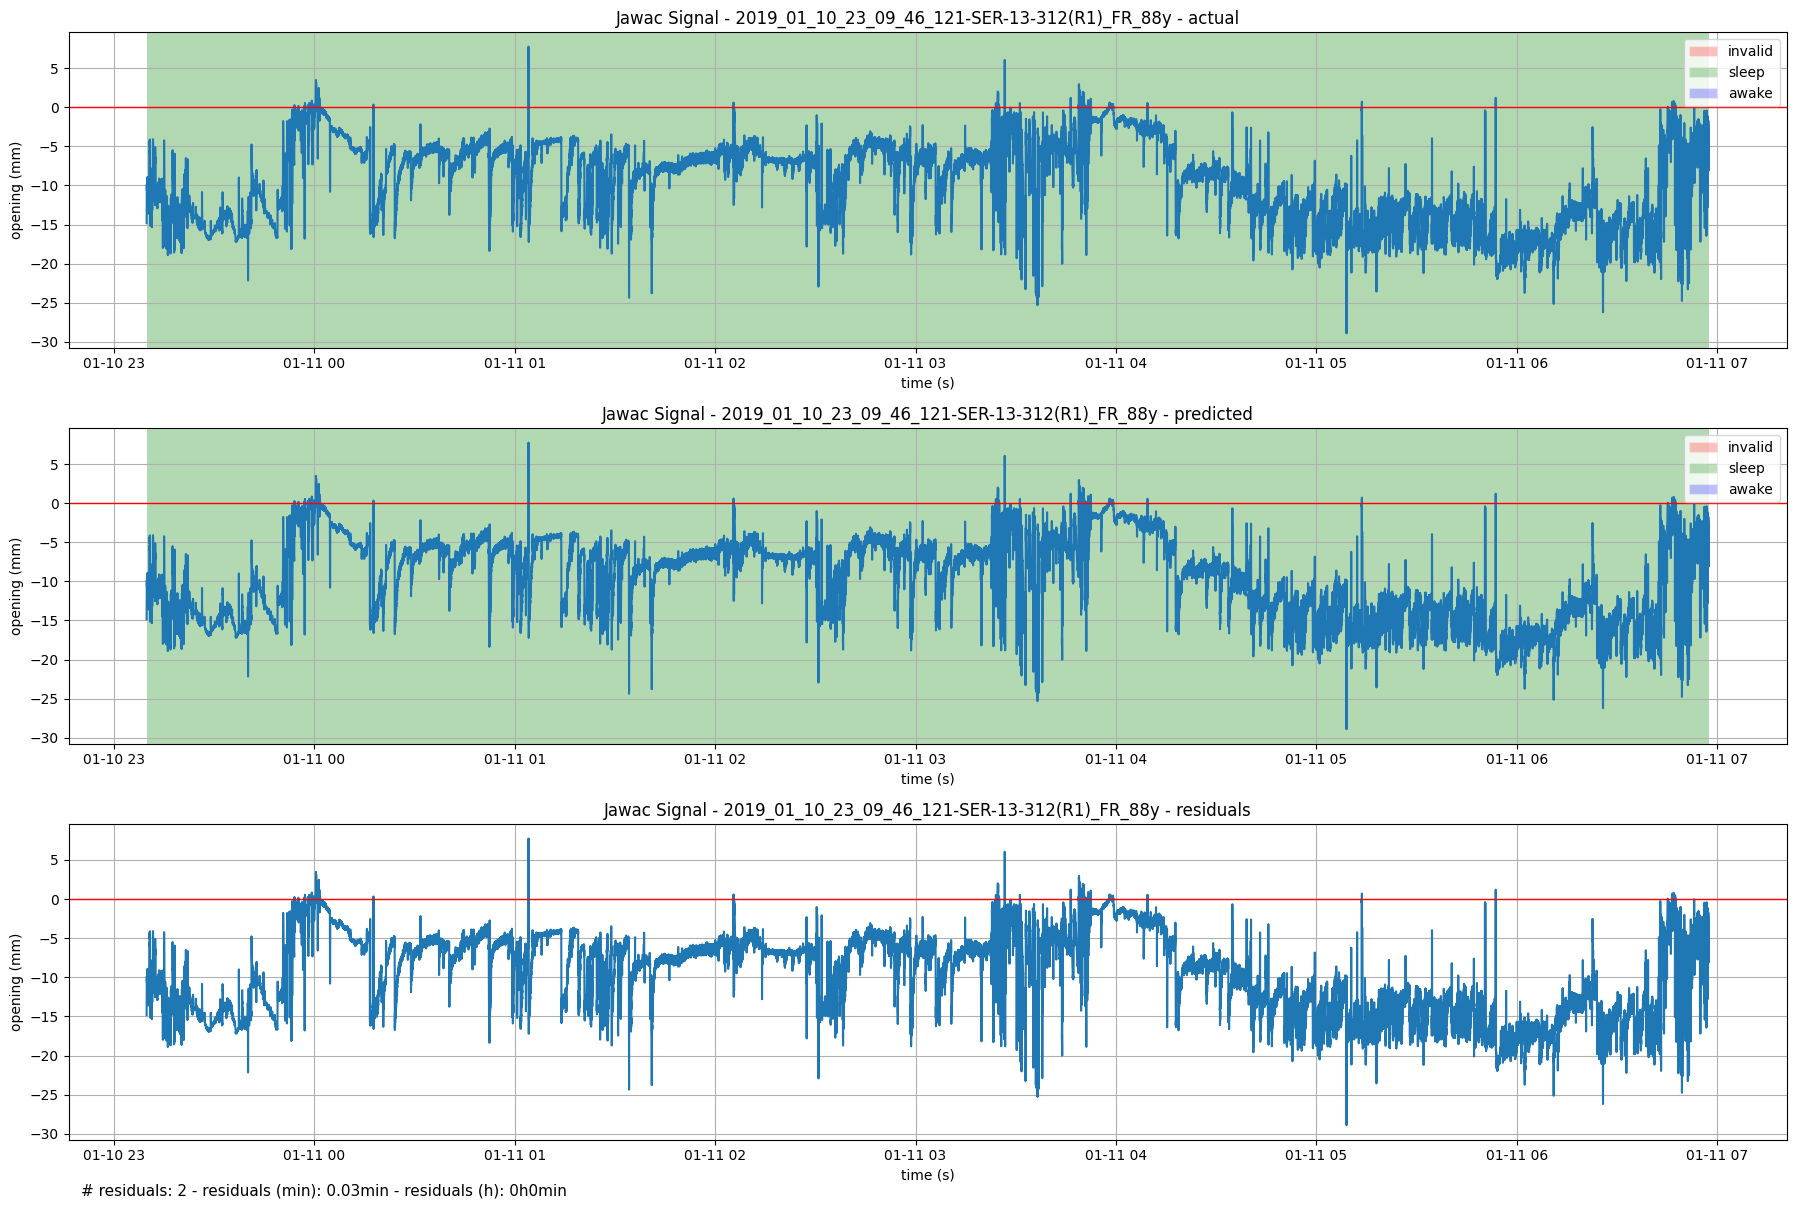 Jawac Signal - 2019_01_10_23_09_46_121-SER-13-312(R1)_FR_88y - actual
opening (mm)
5
0
−5
−10
−15
−20
−25
−30
invalid
sleep
awake
01-10 23 01-11 00 01-11 01 01-11 02 01-11 03 01-11 04 01-11 05 01-11 06 01-11 07
time (s)
Jawac Signal - 2019_01_10_23_09_46_121-SER-13-312(R1)_FR_88y - predicted
opening (mm)
5
0
−5
−10
−15
−20
−25
−30
invalid
sleep
awake
01-10 23 01-11 00 01-11 01 01-11 02 01-11 03 01-11 04 01-11 05 01-11 06 01-11 07
time (s)
Jawac Signal - 2019_01_10_23_09_46_121-SER-13-312(R1)_FR_88y - residuals
opening (mm)
5
0
−5
−10
−15
−20
−25
−30
01-10 23 01-11 00 01-11 01 01-11 02 01-11 03 01-11 04 01-11 05 01-11 06 01-11 07
time (s)
# residuals: 2 - residuals (min): 0.03min - residuals (h): 0h0min